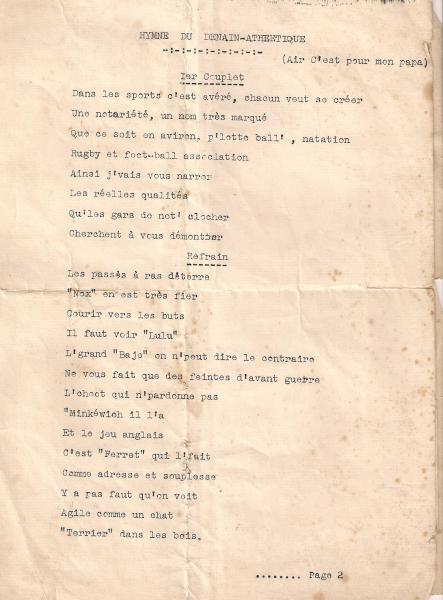 HYMNE DU DENAIN-ATHETIQUE
-:-:-:-:-:-:-:-:-
(Air C'est pour mon papa)
Ier Couplet
Dans les sports c'est avéré, chacun veut se créer
Une notariété, un nom très marqué
Que ce soit en aviron, p'lotte ball', natation
Rugby et foot-ball association
Ainsi j'vais vous narrer
Les réelles qualités
Qu'les gars de not' clocher
Cherchent à vous démontrer
Refrain
Les passés à ras dâterre
"Nox" en est très fier
Courir vers les buts
Il faut voir "Lulu"
L'grand "Bajo" on n'peut dire le contraire
Ne vous fait que des feintes d'avant guerre
L'choot qui n'pardonne pas
"Minkéwich il l'a
Et le jeu anglais
C'est "Ferret" qui l'fait
Comme adresse et souplesse
Y a pas faut qu'on voit
Agile comme un chat
"Terrier" dans les bois.
........ Page 2